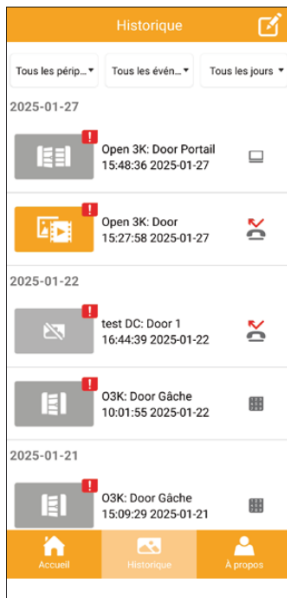 Historique
Tous les périp...
Tous les évén...
Tous les jours
2025-01-27
!
Open 3K: Door Portail
15:48:36 2025-01-27
!
Open 3K: Door
15:27:58 2025-01-27
2025-01-22
!
test DC: Door 1
16:44:39 2025-01-22
!
O3K: Door Gâche
10:01:55 2025-01-22
2025-01-21
!
O3K: Door Gâche
15:09:29 2025-01-21
Accueil
Historique
À propos